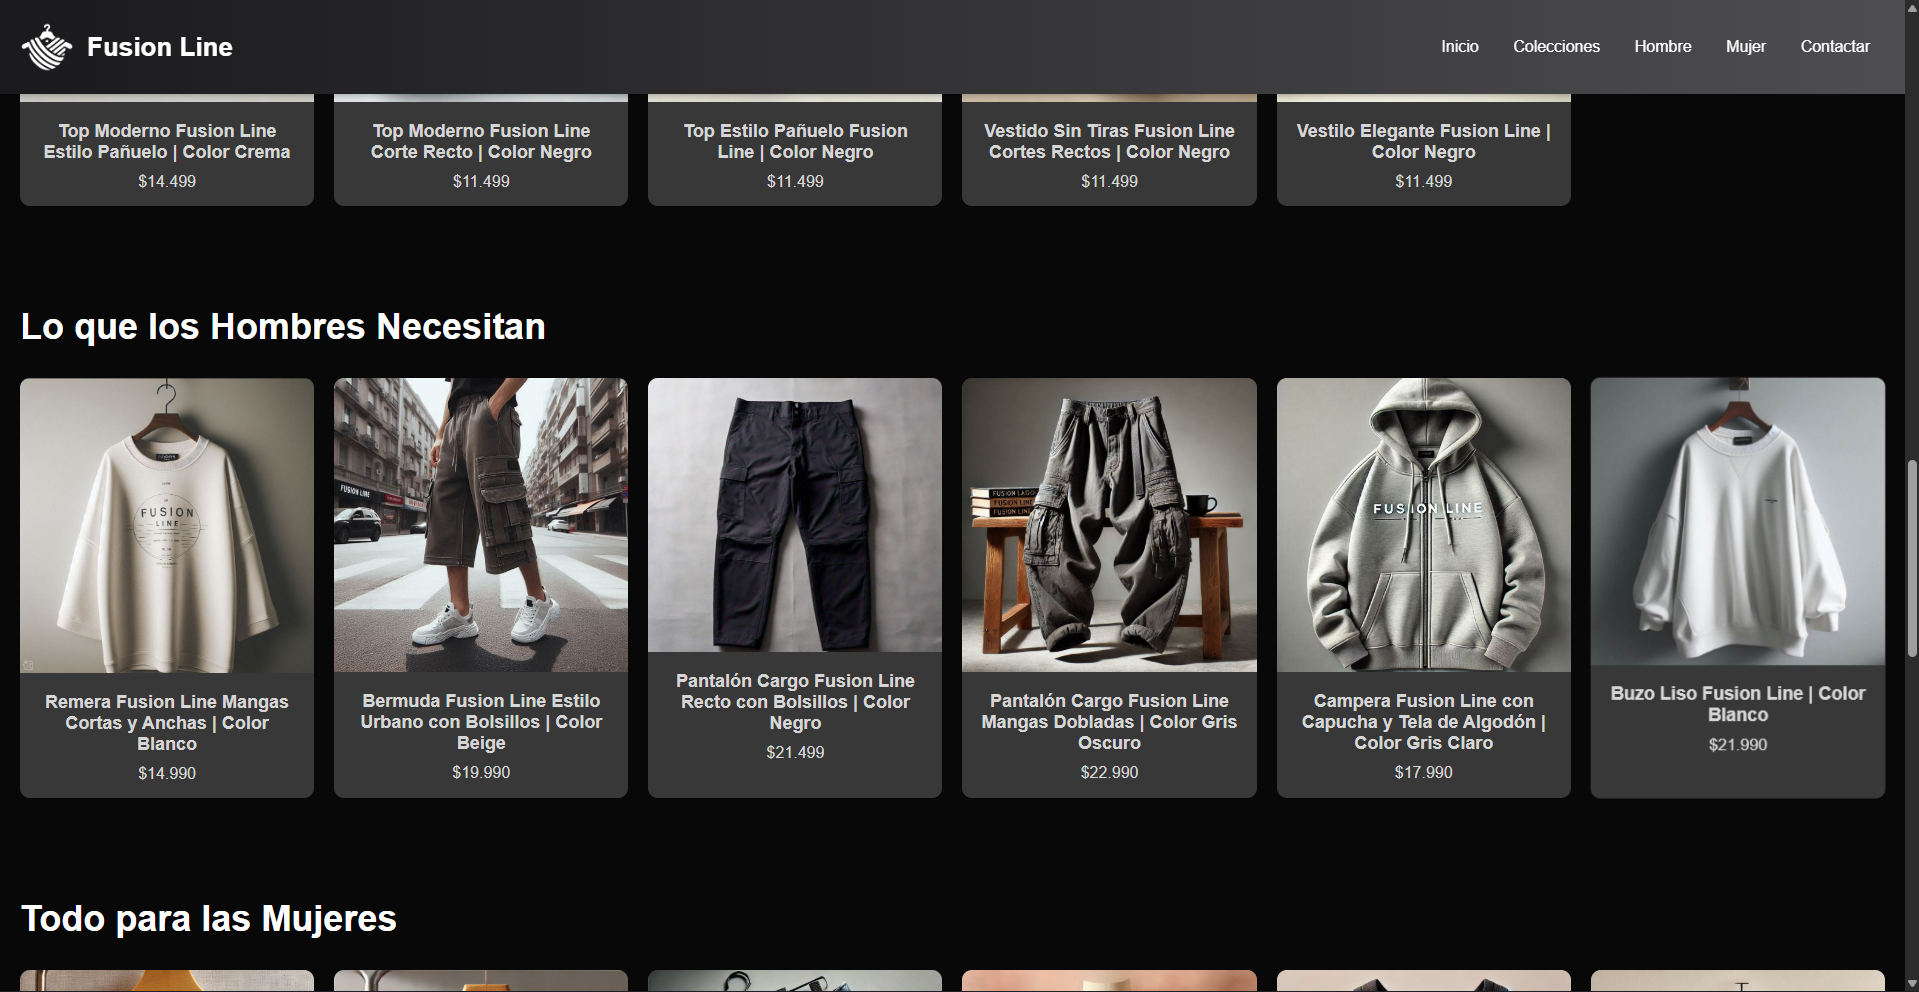 Fusion Line
Inicio
Colecciones
Hombre
Mujer
Contactar
Top Moderno Fusion Line
Estilo Pañuelo | Color Crema
$14.499
Top Moderno Fusion Line
Corte Recto | Color Negro
$11.499
Top Estilo Pañuelo Fusion
Line | Color Negro
$11.499
Vestido Sin Tiras Fusion Line
Cortes Rectos | Color Negro
$11.499
Vestilo Elegante Fusion Line |
Color Negro
$11.499
Lo que los Hombres Necesitan
FUSION
LINE
Remera Fusion Line Mangas
Cortas y Anchas | Color
Blanco
$14.990
FUSION LINE
Bermuda Fusion Line Estilo
Urbano con Bolsillos | Color
Beige
$19.990
Pantalón Cargo Fusion Line
Recto con Bolsillos | Color
Negro
$21.499
FUSION LINE
FUSION LINE
Pantalón Cargo Fusion Line
Mangas Dobladas | Color Gris
Oscuro
$22.990
FUSION LINE
Campera Fusion Line con
Capucha y Tela de Algodón |
Color Gris Claro
$17.990
Buzo Liso Fusion Line | Color
Blanco
$21.990
Todo para las Mujeres